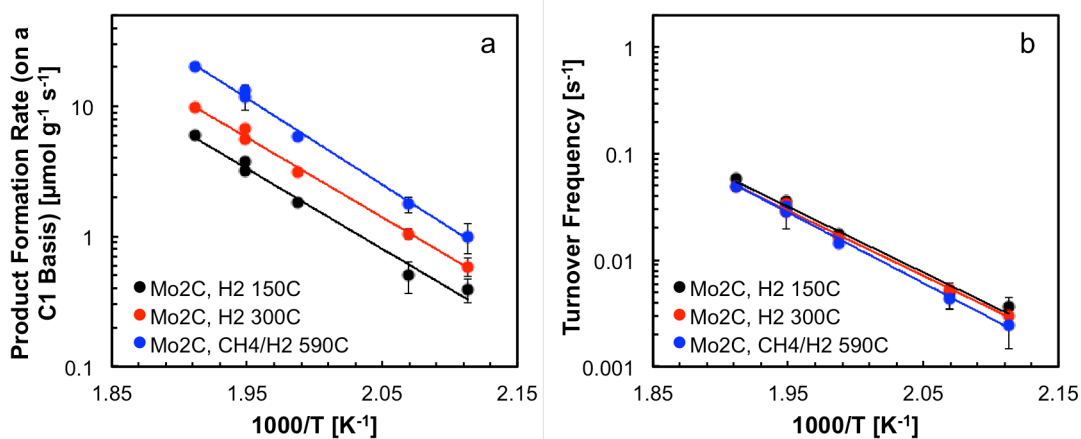 Product Formation Rate (on a
C1 Basis) [µmol g-1 s-1]
10
1
0.1
a
Mo2C, H2 150C
Mo2C, H2 300C
Mo2C, CH4/H2 590C
1.85
1.95
2.05
2.15
1000/T [K-1]
Turnover Frequency [s-1]
1
0.1
0.01
0.001
b
Mo2C, H2 150C
Mo2C, H2 300C
Mo2C, CH4/H2 590C
1.85
1.95
2.05
2.15
1000/T [K-1]